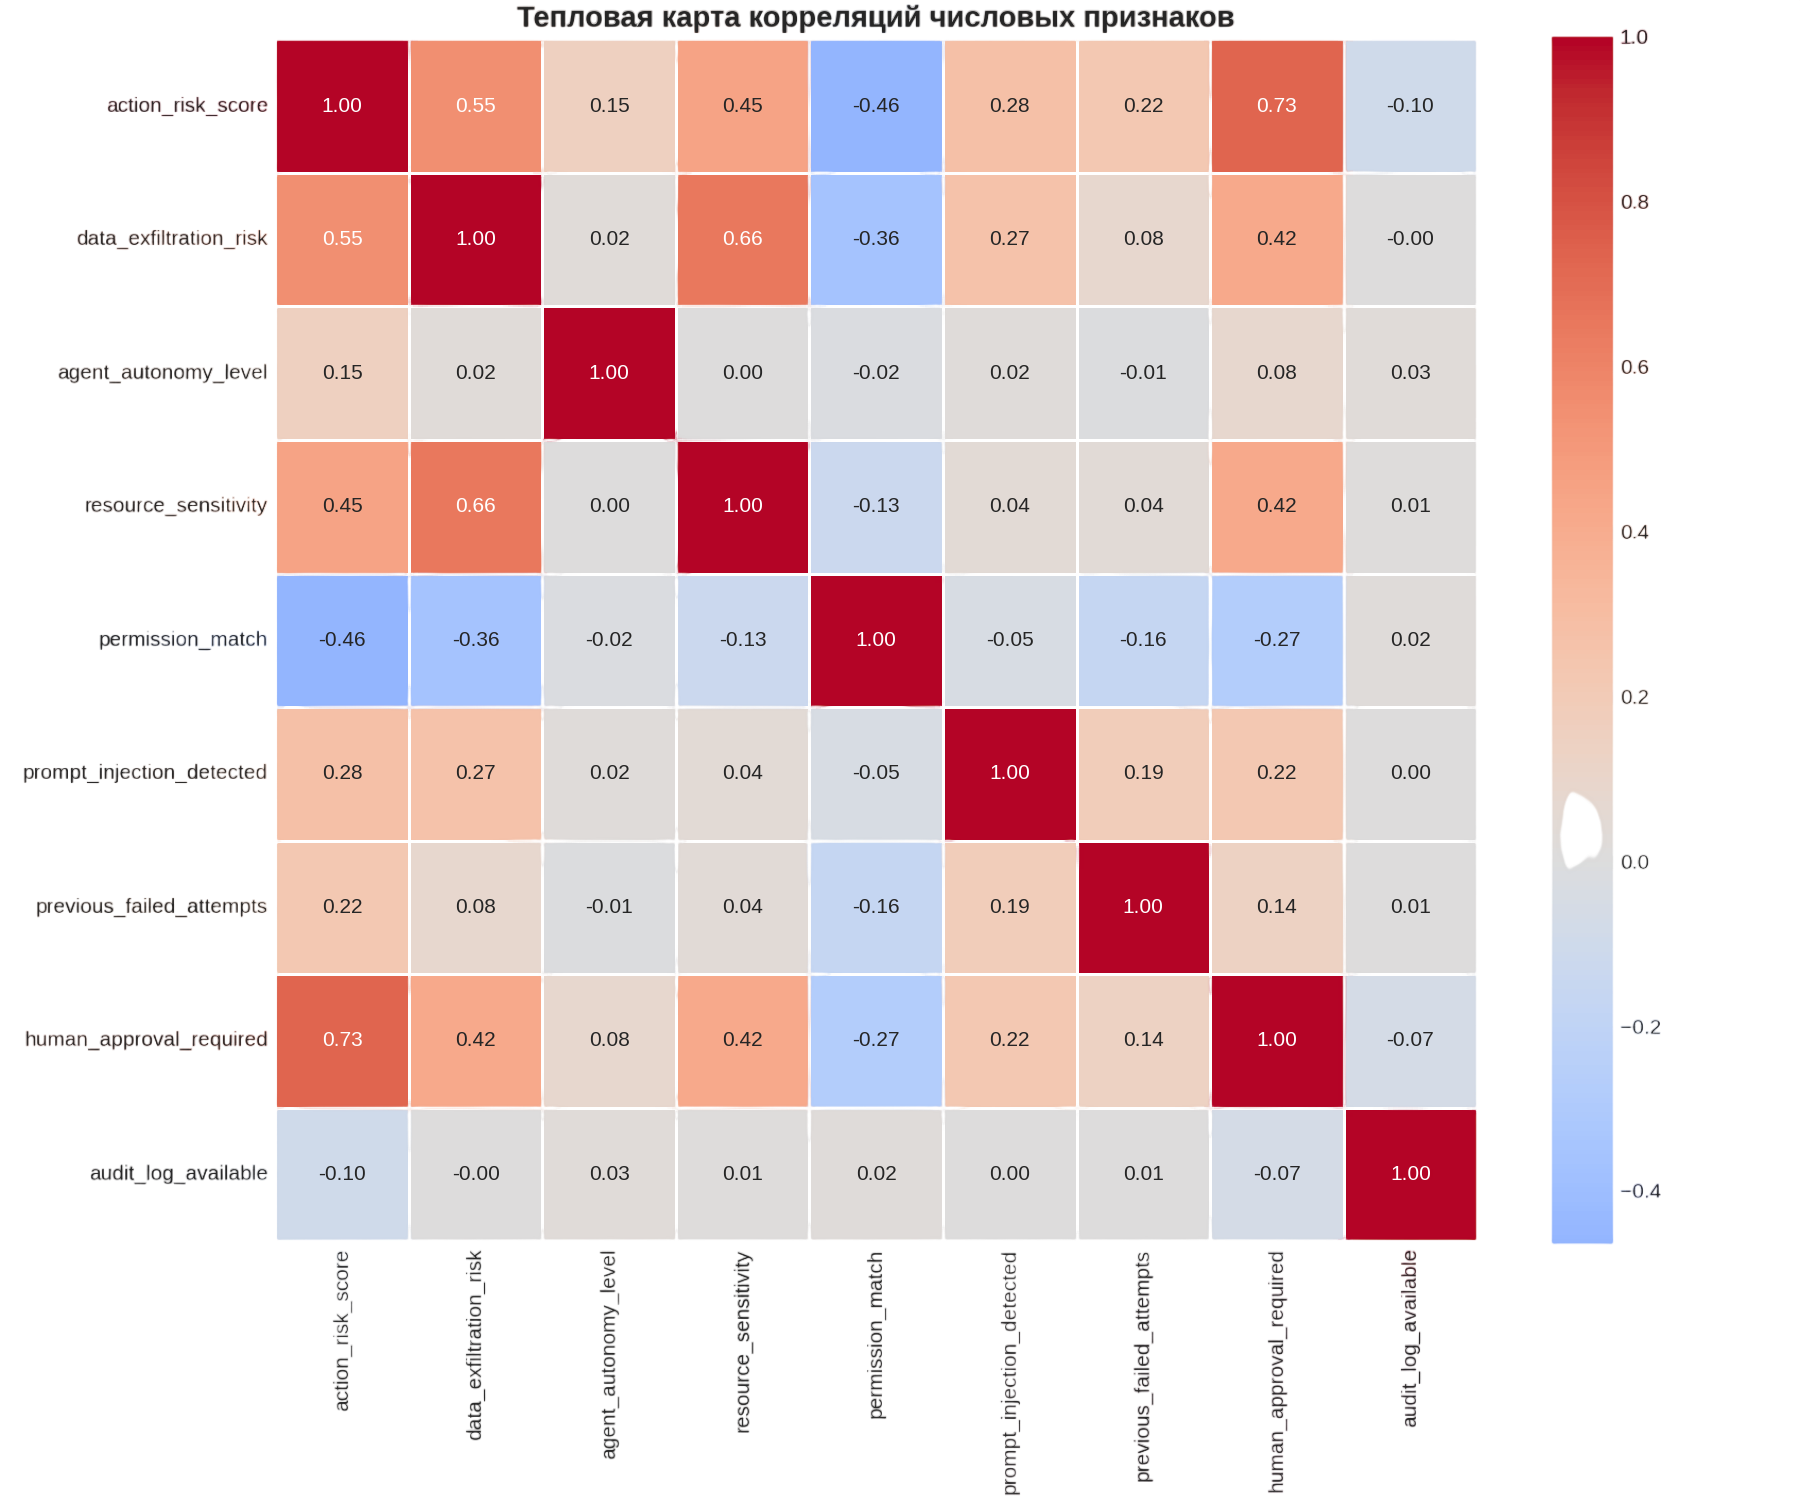 Тепловая карта корреляций числовых признаков
action_risk_score 1.00 0.55 0.15 0.45 -0.46 0.28 0.22 0.73 -0.10
data_exfiltration_risk 0.55 1.00 0.02 0.66 -0.36 0.27 0.08 0.42 -0.00
agent_autonomy_level 0.15 0.02 1.00 0.00 -0.02 0.02 -0.01 0.08 0.03
resource_sensitivity 0.45 0.66 0.00 1.00 -0.13 0.04 0.04 0.42 0.01
permission_match -0.46 -0.36 -0.02 -0.13 1.00 -0.05 -0.16 -0.27 0.02
prompt_injection_detected 0.28 0.27 0.02 0.04 -0.05 1.00 0.19 0.22 0.00
previous_failed_attempts 0.22 0.08 -0.01 0.04 -0.16 0.19 1.00 0.14 0.01
human_approval_required 0.73 0.42 0.08 0.42 -0.27 0.22 0.14 1.00 -0.07
audit_log_available -0.10 -0.00 0.03 0.01 0.02 0.00 0.01 -0.07 1.00
action_risk_score
data_exfiltration_risk
agent_autonomy_level
resource_sensitivity
permission_match
prompt_injection_detected
previous_failed_attempts
human_approval_required
audit_log_available
1.0
0.8
0.6
0.4
0.2
0.0
−0.2
−0.4